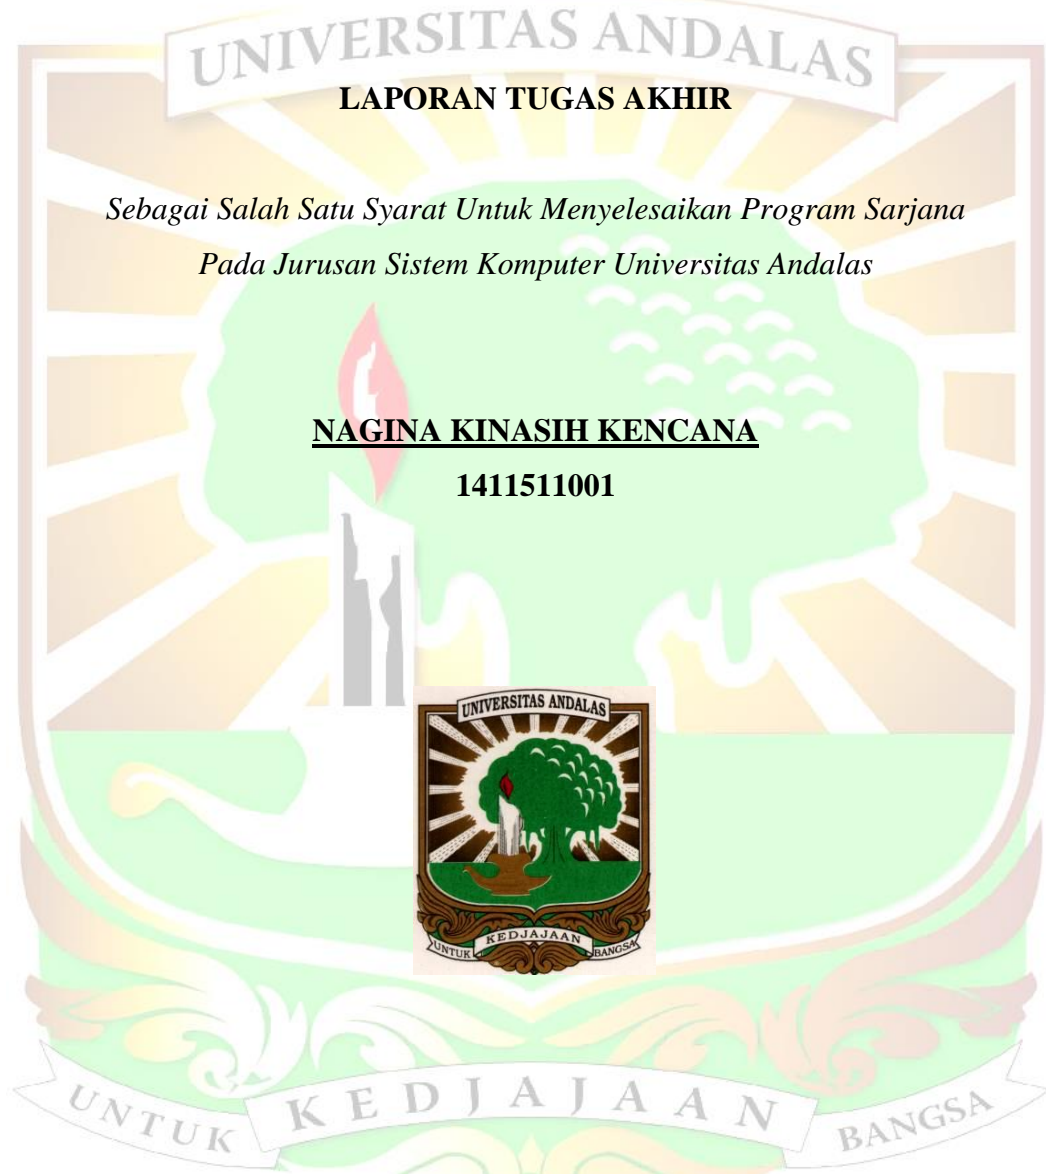 UNIVERSITAS ANDALAS
LAPORAN TUGAS AKHIR
Sebagai Salah Satu Syarat Untuk Menyelesaikan Program Sarjana
Pada Jurusan Sistem Komputer Universitas Andalas
NAGINA KINASIH KENCANA
1411511001
UNIVERSITAS ANDALAS
UNTUK KEDJAJAAN BANGSA
UNTUK KEDJAJAAN BANGSA